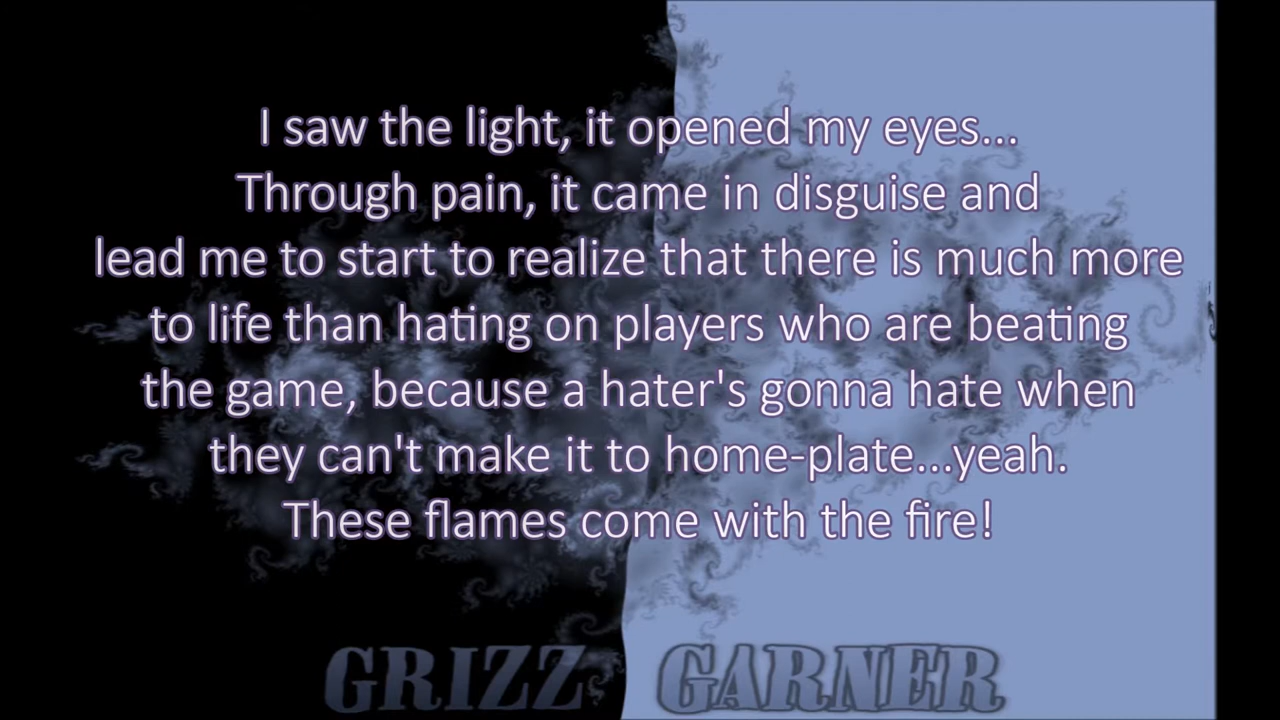 I saw the light, it opened my eyes...
Through pain, it came in disguise and
lead me to start to realize that there is much more
to life than hating on players who are beating
the game, because a hater's gonna hate when
they can't make it to home-plate...yeah.
These flames come with the fire!
GRIZZ GARNER